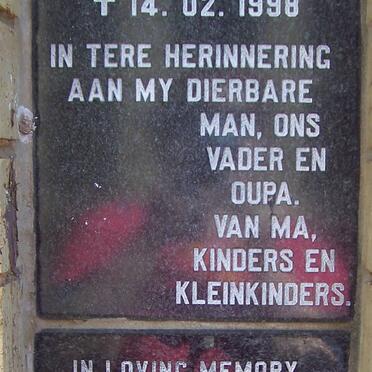 ✝ 14. 02. 1998
IN TERE HERINNERING
AAN MY DIERBARE
MAN, ONS
VADER EN
OUPA.
VAN MA,
KINDERS EN
KLEINKINDERS.
IN LOVING MEMORY